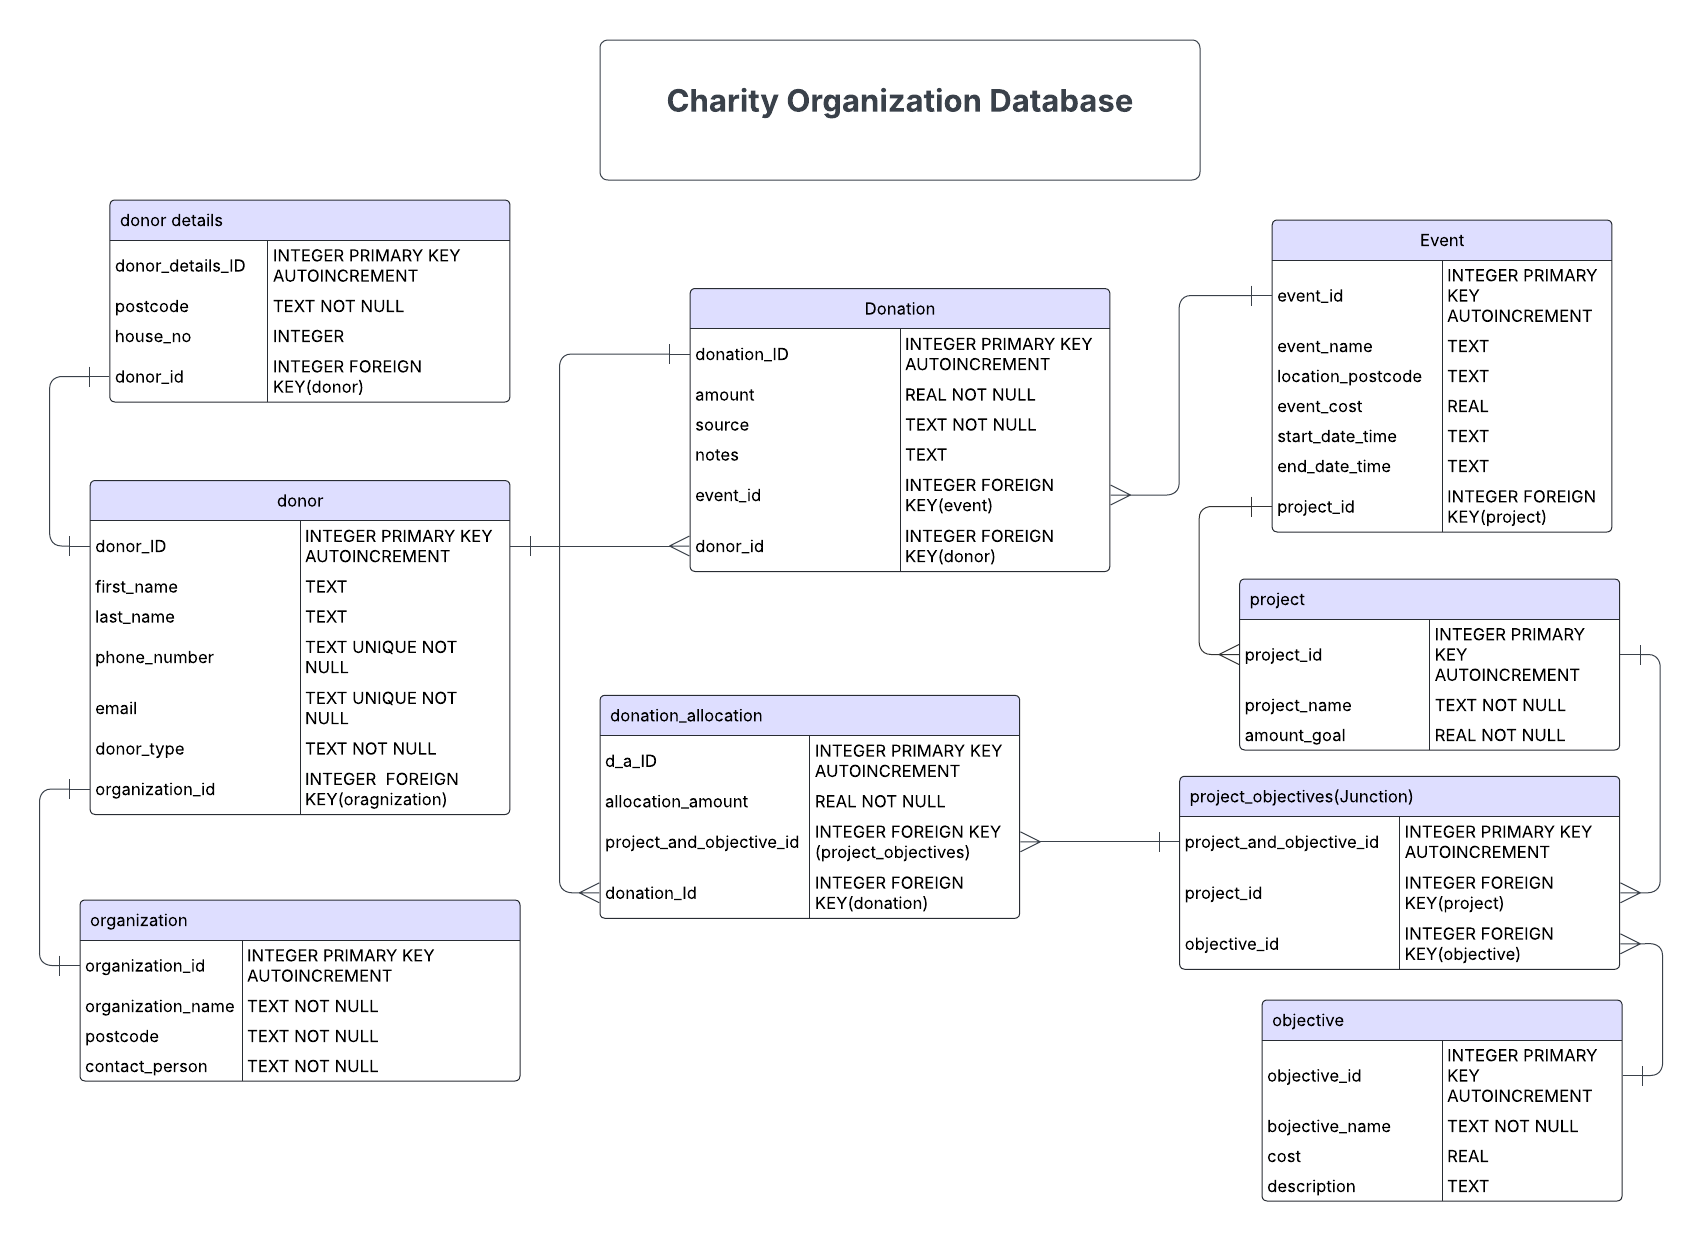 Charity Organization Database
donor details
donor_details_ID
INTEGER PRIMARY KEY
AUTOINCREMENT
postcode
TEXT NOT NULL
house_no
INTEGER
donor_id
INTEGER FOREIGN
KEY(donor)
donor
donor_ID
INTEGER PRIMARY KEY
AUTOINCREMENT
first_name
TEXT
last_name
TEXT
phone_number
TEXT UNIQUE NOT
NULL
email
TEXT UNIQUE NOT
NULL
donor_type
TEXT NOT NULL
organization_id
INTEGER  FOREIGN
KEY(oragnization)
organization
organization_id
INTEGER PRIMARY KEY
AUTOINCREMENT
organization_name
TEXT NOT NULL
postcode
TEXT NOT NULL
contact_person
TEXT NOT NULL
Donation
donation_ID
INTEGER PRIMARY KEY
AUTOINCREMENT
amount
REAL NOT NULL
source
TEXT NOT NULL
notes
TEXT
event_id
INTEGER FOREIGN
KEY(event)
donor_id
INTEGER FOREIGN
KEY(donor)
donation_allocation
d_a_ID
INTEGER PRIMARY KEY
AUTOINCREMENT
allocation_amount
REAL NOT NULL
project_and_objective_id
INTEGER FOREIGN KEY
(project_objectives)
donation_Id
INTEGER FOREIGN
KEY(donation)
Event
event_id
INTEGER PRIMARY
KEY
AUTOINCREMENT
event_name
TEXT
location_postcode
TEXT
event_cost
REAL
start_date_time
TEXT
end_date_time
TEXT
project_id
INTEGER FOREIGN
KEY(project)
project
project_id
INTEGER PRIMARY
KEY
AUTOINCREMENT
project_name
TEXT NOT NULL
amount_goal
REAL NOT NULL
project_objectives(Junction)
project_and_objective_id
INTEGER PRIMARY KEY
AUTOINCREMENT
project_id
INTEGER FOREIGN
KEY(project)
objective_id
INTEGER FOREIGN
KEY(objective)
objective
objective_id
INTEGER PRIMARY
KEY
AUTOINCREMENT
bojective_name
TEXT NOT NULL
cost
REAL
description
TEXT